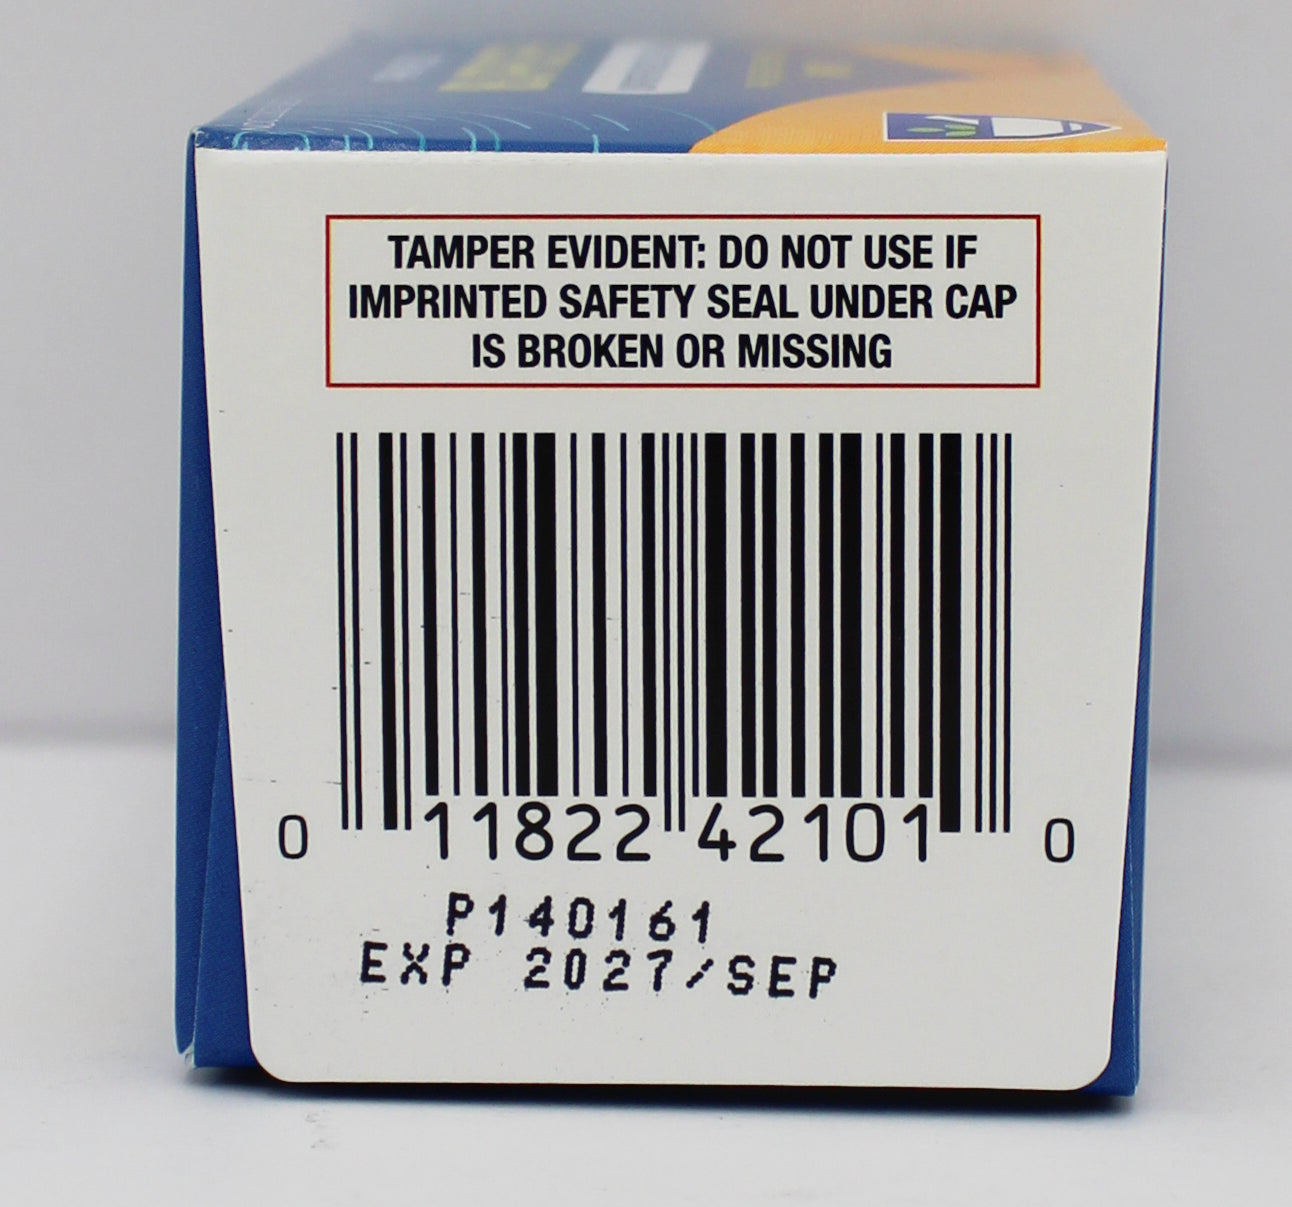 TAMPER EVIDENT: DO NOT USE IF
IMPRINTED SAFETY SEAL UNDER CAP
IS BROKEN OR MISSING
0 11822 42101 0
P140161
EXP 2027/SEP